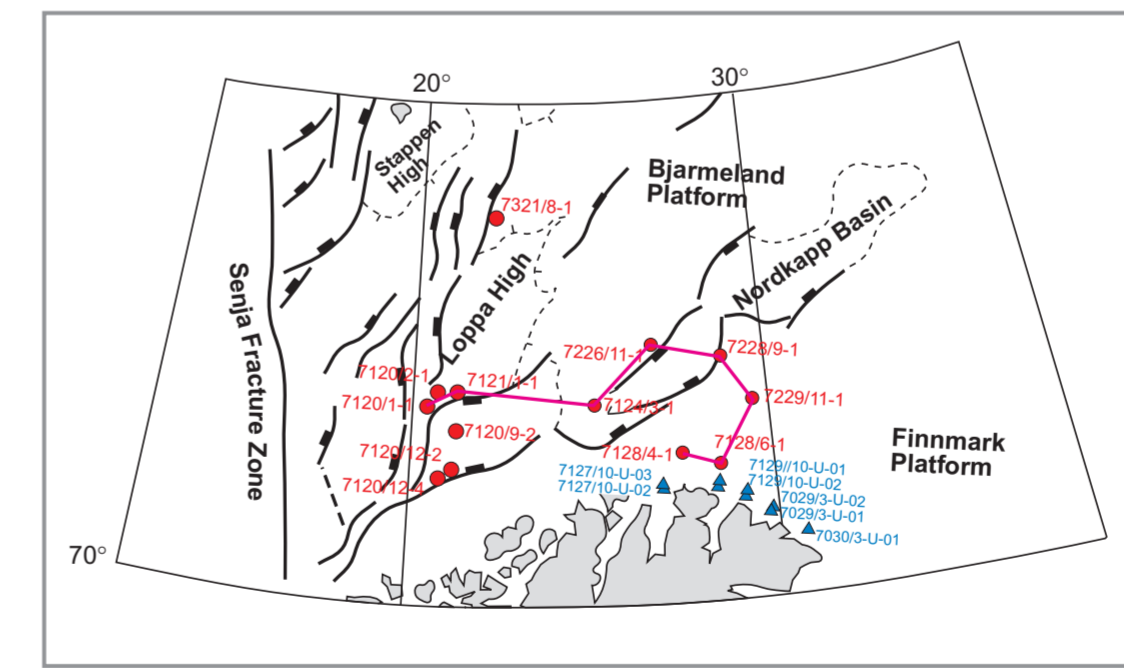 20°
30°
Stappen
High
Bjarmeland
Platform
7321/8-1
Nordkapp Basin
Senja Fracture Zone
Loppa High
7226/11-1
7228/9-1
7120/2-1
7121/1-1
7120/1-1
7124/3-1
7229/11-1
7120/9-2
7128/6-1
Finnmark
Platform
7120/12-2
7128/4-1
7127/10-U-03
7129//10-U-01
7120/12-4
7127/10-U-02
7129/10-U-02
7029/3-U-02
7029/3-U-01
7030/3-U-01
70°